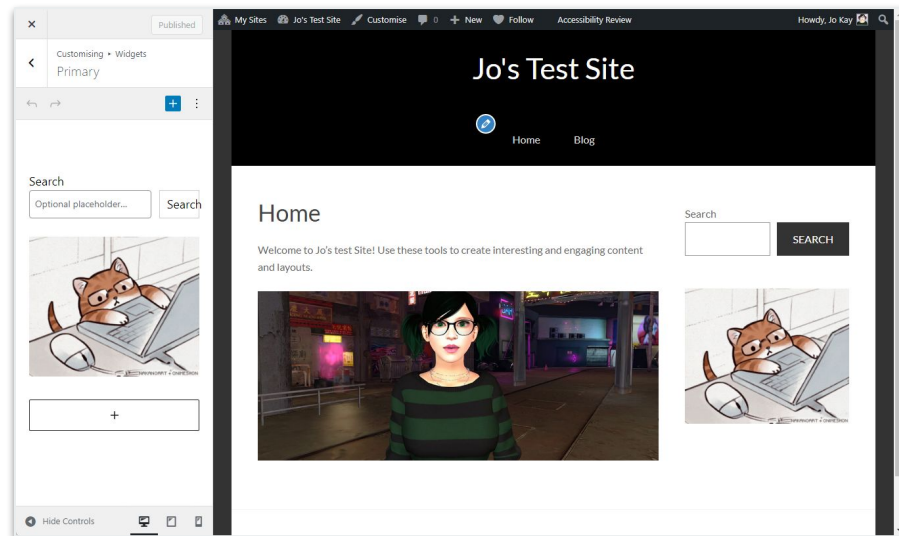 Published
Customising ▸ Widgets
Primary
Search
Optional placeholder...
Search
Hide Controls
My Sites Jo's Test Site Customise 0 New Follow Accessibility Review Howdy, Jo Kay
Jo's Test Site
Home Blog
Home
Welcome to Jo's test Site! Use these tools to create interesting and engaging content
and layouts.
Search
SEARCH